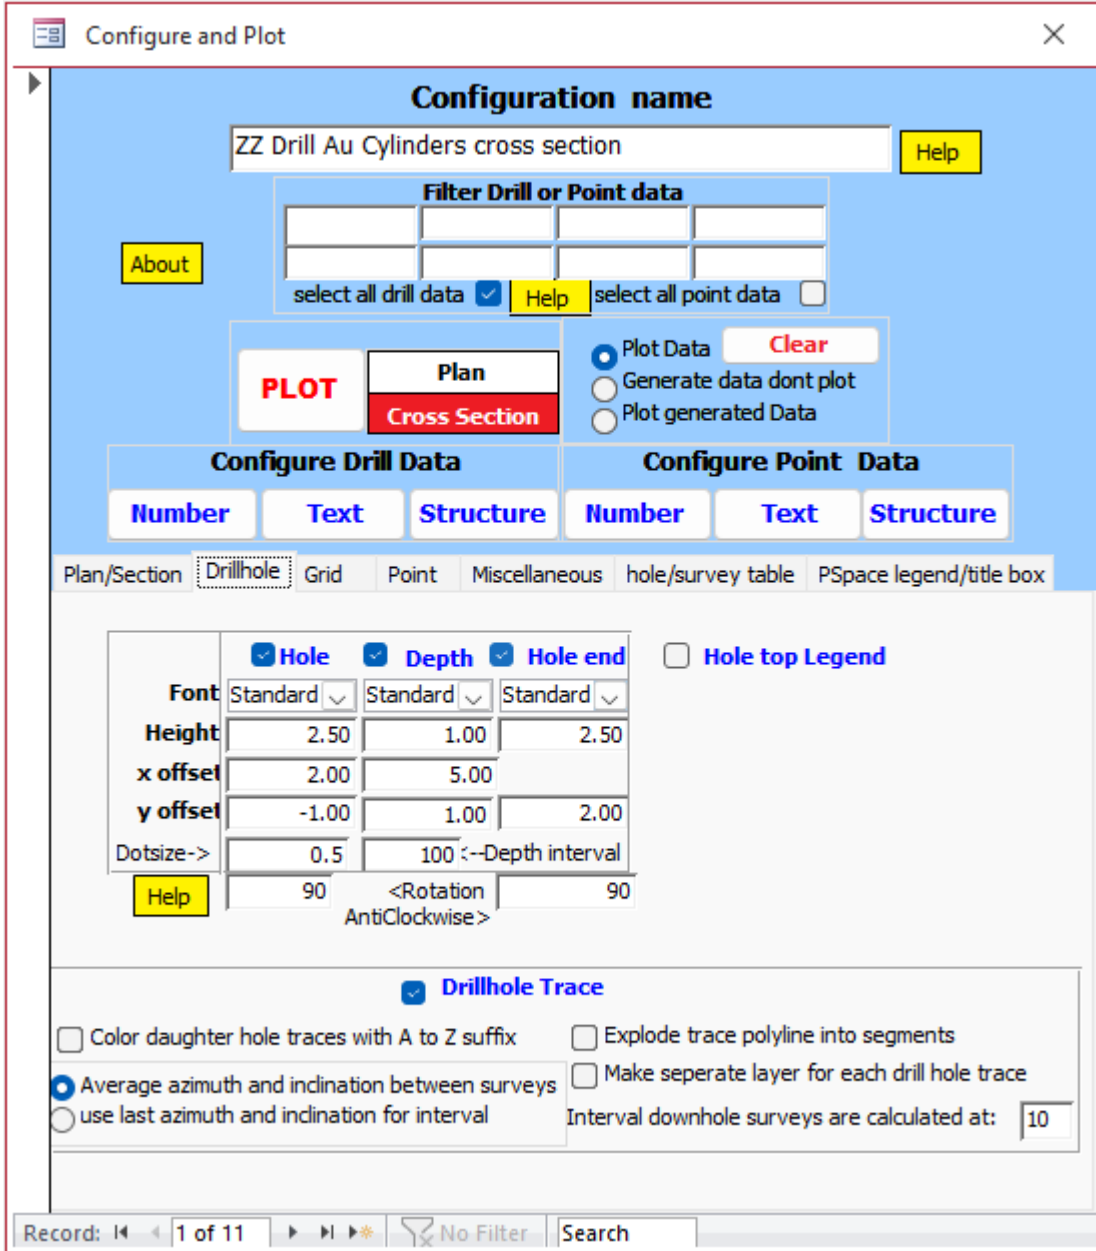 Configure and Plot
Configuration name
ZZ Drill Au Cylinders cross section
Help
Filter Drill or Point data
About
select all drill data Help select all point data
Plot Data Clear
PLOT Plan Generate data dont plot
Cross Section Plot generated Data
Configure Drill Data Configure Point Data
Number Text Structure Number Text Structure
Plan/Section Drillhole Grid Point Miscellaneous hole/survey table PSpace legend/title box
Hole Depth Hole end Hole top Legend
Font Standard Standard Standard
Height 2.50 1.00 2.50
x offset 2.00 5.00
y offset -1.00 1.00 2.00
Dotsize-> 0.5 100 <--Depth interval
Help 90 <Rotation 90
AntiClockwise>
Drillhole Trace
Color daughter hole traces with A to Z suffix Explode trace polyline into segments
Average azimuth and inclination between surveys Make seperate layer for each drill hole trace
use last azimuth and inclination for interval Interval downhole surveys are calculated at: 10
Record: 1 of 11 No Filter Search